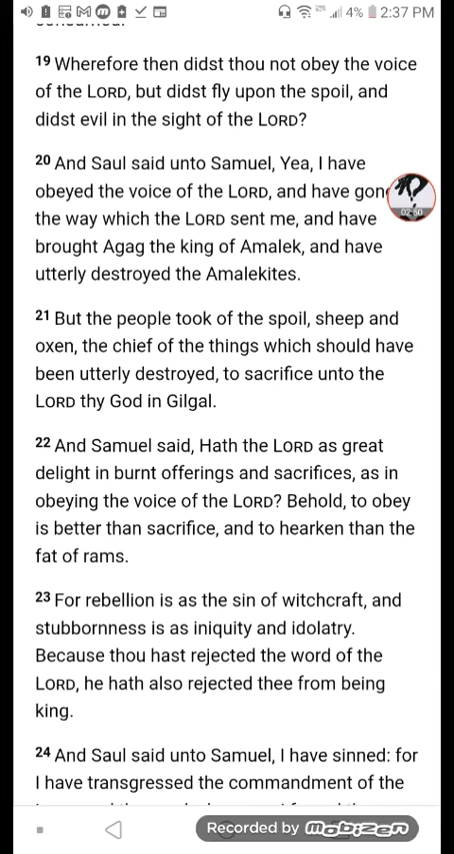 4% 2:37 PM
19 Wherefore then didst thou not obey the voice
of the LORD, but didst fly upon the spoil, and
didst evil in the sight of the LORD?
20 And Saul said unto Samuel, Yea, I have
obeyed the voice of the LORD, and have gon
the way which the LORD sent me, and have
02:50
brought Agag the king of Amalek, and have
utterly destroyed the Amalekites.
21 But the people took of the spoil, sheep and
oxen, the chief of the things which should have
been utterly destroyed, to sacrifice unto the
LORD thy God in Gilgal.
22 And Samuel said, Hath the LORD as great
delight in burnt offerings and sacrifices, as in
obeying the voice of the LORD? Behold, to obey
is better than sacrifice, and to hearken than the
fat of rams.
23 For rebellion is as the sin of witchcraft, and
stubbornness is as iniquity and idolatry.
Because thou hast rejected the word of the
LORD, he hath also rejected thee from being
king.
24 And Saul said unto Samuel, I have sinned: for
I have transgressed the commandment of the
Recorded by mobizen